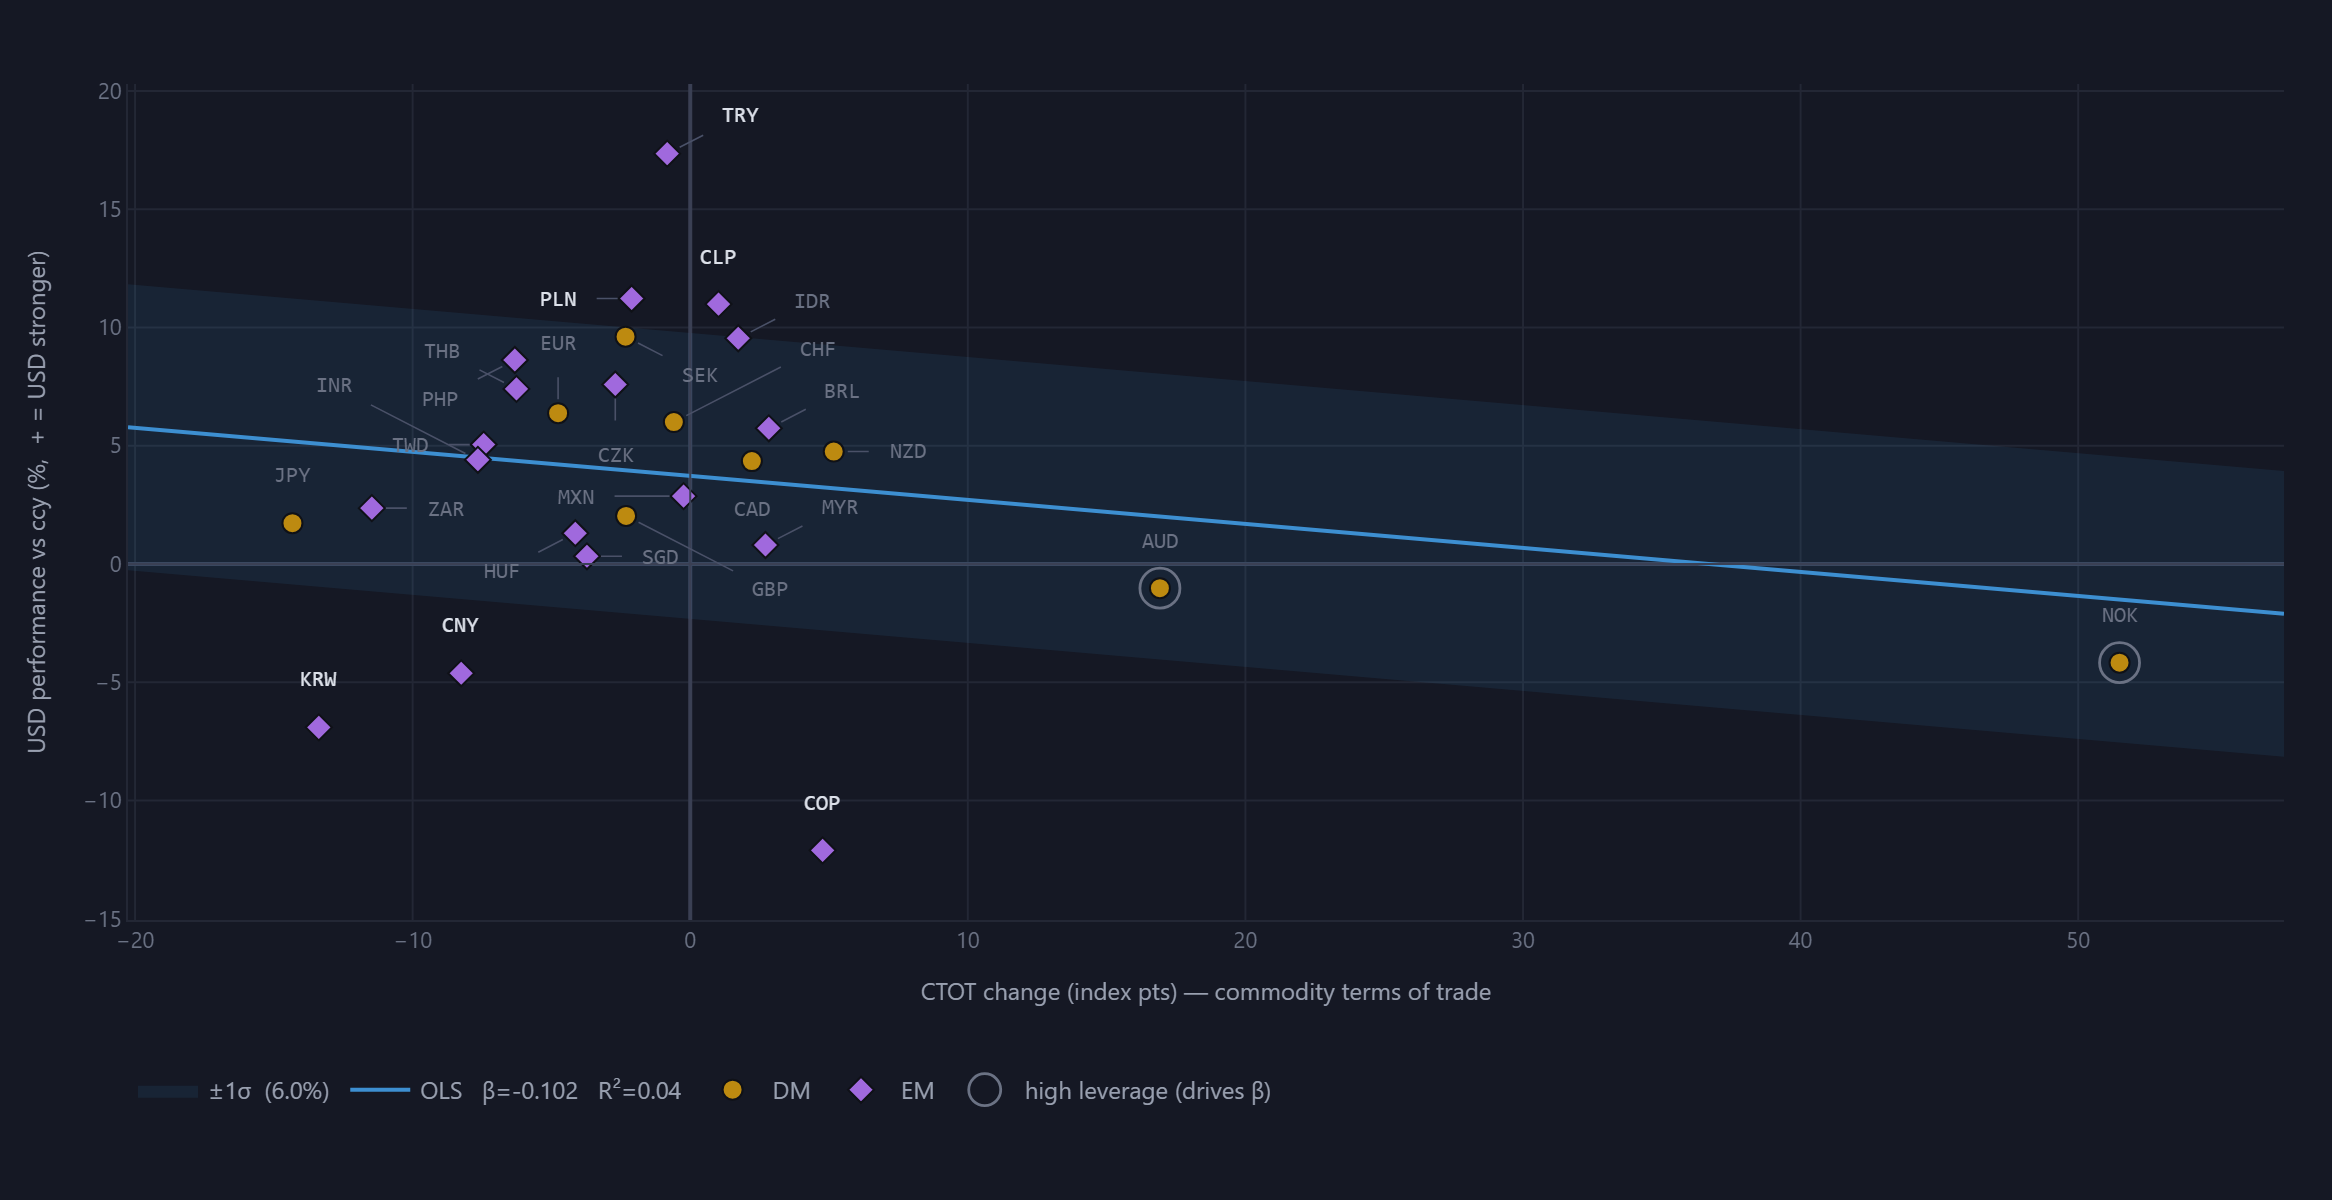 20
TRY
15
CLP
PLN
IDR
10
EUR
CHF
THB
SEK
INR
BRL
PHP
TWD
5
CZK
NZD
JPY
MXN
ZAR
CAD
MYR
AUD
SGD
0
HUF
GBP
NOK
CNY
KRW
−5
−10
COP
−15
USD performance vs ccy (%, + = USD stronger)
−20 −10 0 10 20 30 40 50
CTOT change (index pts) — commodity terms of trade
±1σ (6.0%) OLS β=-0.102 R²=0.04 DM EM high leverage (drives β)